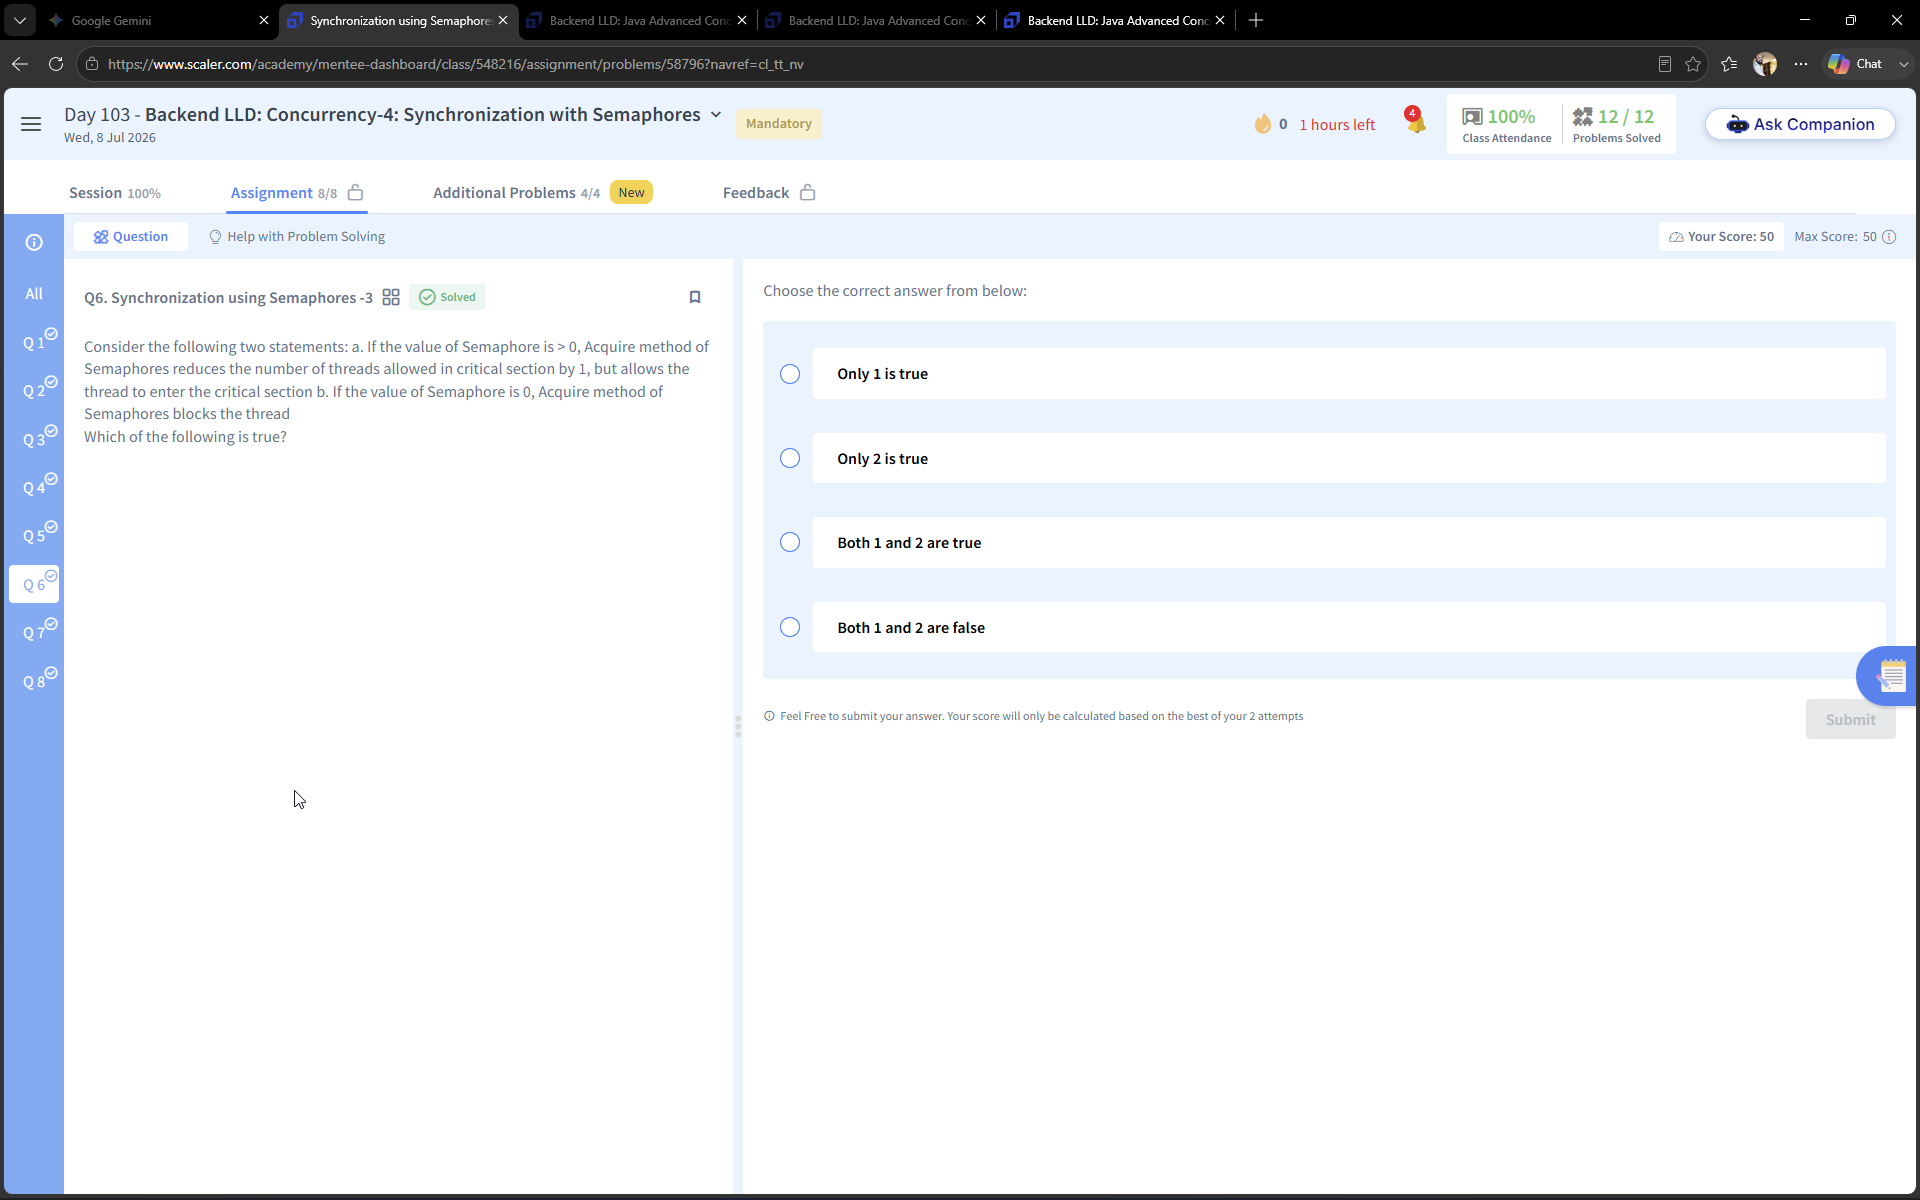 Google Gemini
Synchronization using Semaphores
Backend LLD: Java Advanced Conc
Backend LLD: Java Advanced Conc
Backend LLD: Java Advanced Conc
https://www.scaler.com/academy/mentee-dashboard/class/548216/assignment/problems/58796?navref=cl_tt_nv
Chat
Day 103 - Backend LLD: Concurrency-4: Synchronization with Semaphores
Wed, 8 Jul 2026
Mandatory
0
1 hours left
4
100%
Class Attendance
12 / 12
Problems Solved
Ask Companion
Session 100%
Assignment 8/8
Additional Problems 4/4
New
Feedback
Question
Help with Problem Solving
Your Score: 50
Max Score: 50
All
Q 1
Q 2
Q 3
Q 4
Q 5
Q 6
Q 7
Q 8
Q6. Synchronization using Semaphores -3
Solved
Consider the following two statements: a. If the value of Semaphore is > 0, Acquire method of
Semaphores reduces the number of threads allowed in critical section by 1, but allows the
thread to enter the critical section b. If the value of Semaphore is 0, Acquire method of
Semaphores blocks the thread
Which of the following is true?
Choose the correct answer from below:
Only 1 is true
Only 2 is true
Both 1 and 2 are true
Both 1 and 2 are false
Feel Free to submit your answer. Your score will only be calculated based on the best of your 2 attempts
Submit